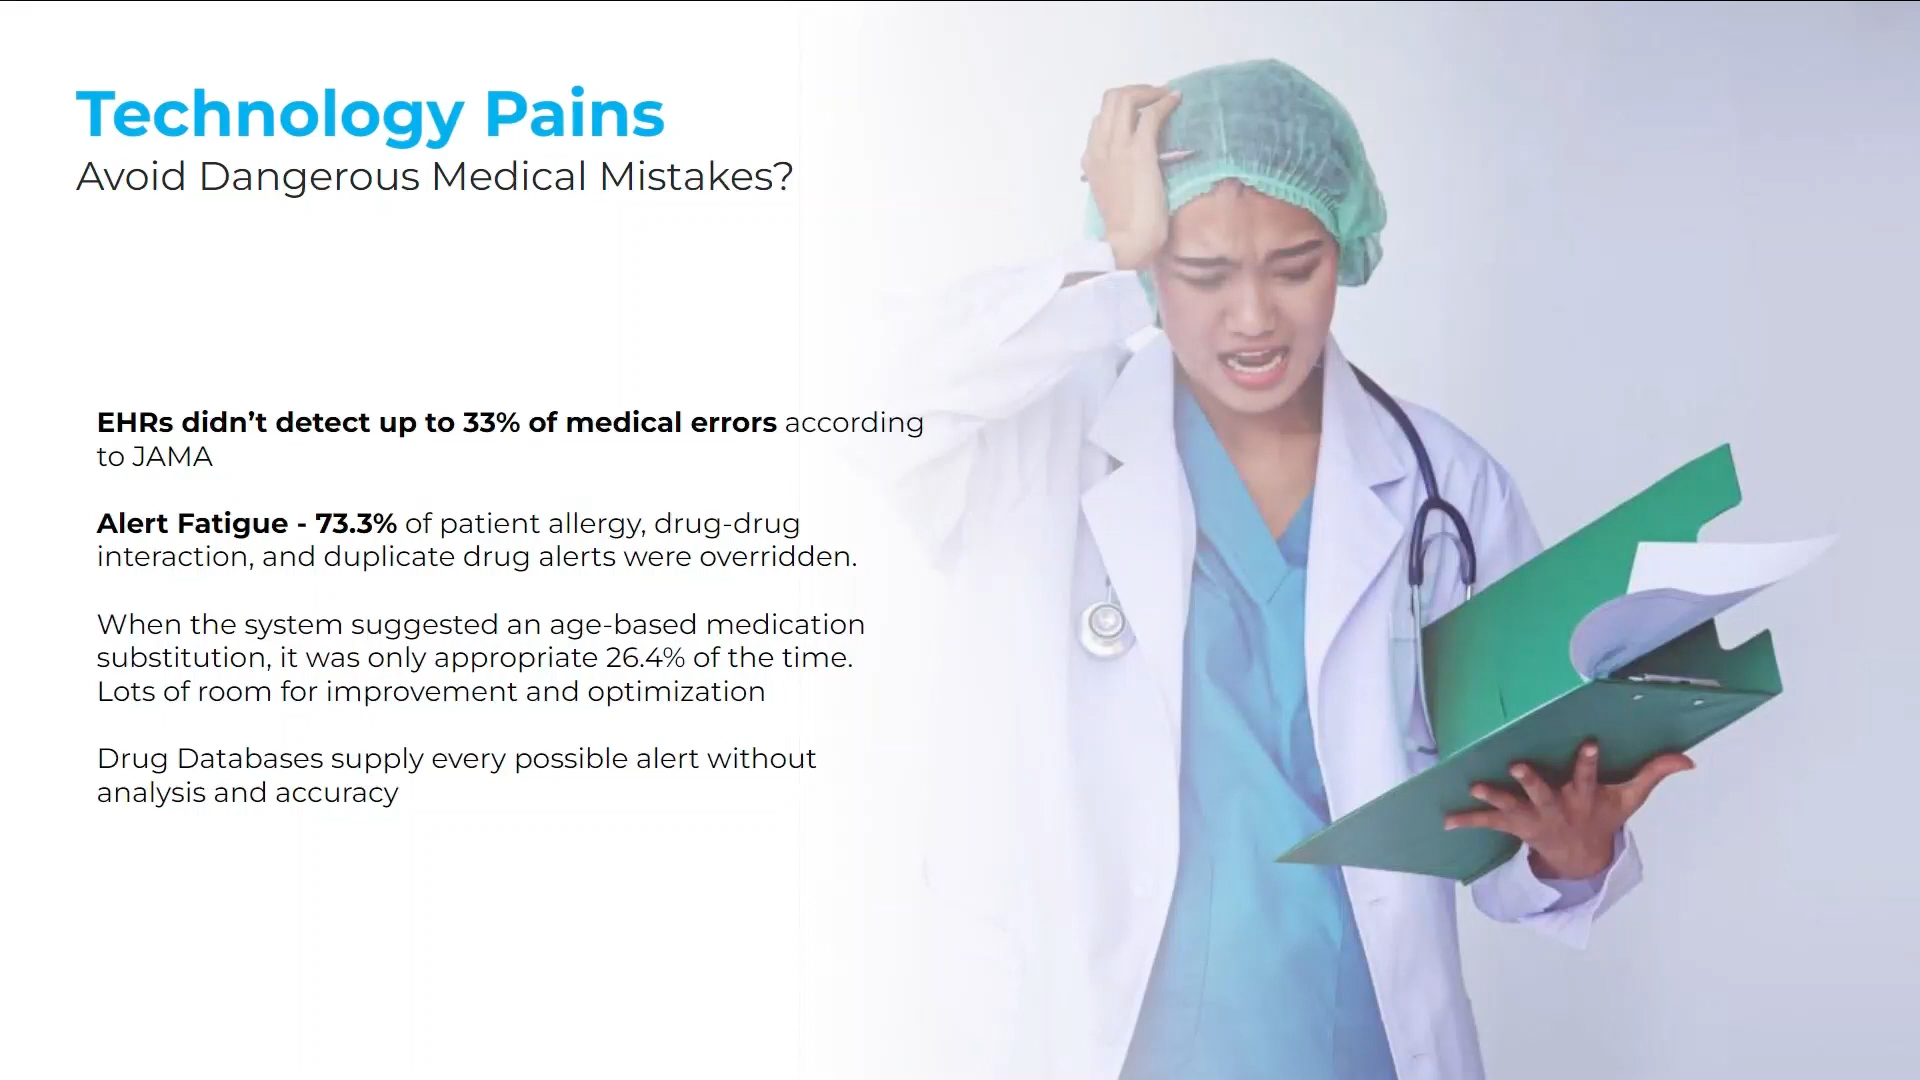 Technology Pains
Avoid Dangerous Medical Mistakes?
EHRs didn’t detect up to 33% of medical errors according
to JAMA
Alert Fatigue - 73.3% of patient allergy, drug-drug
interaction, and duplicate drug alerts were overridden.
When the system suggested an age-based medication
substitution, it was only appropriate 26.4% of the time.
Lots of room for improvement and optimization
Drug Databases supply every possible alert without
analysis and accuracy